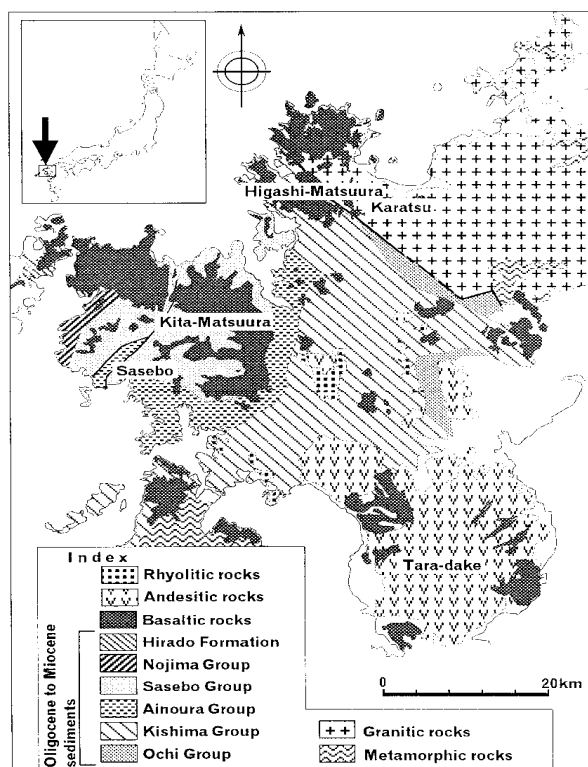 Higashi-Matsuura
Karatsu
Kita-Matsuura
Sasebo
Tara-dake
Index
Rhyolitic rocks
Andesitic rocks
Basaltic rocks
Oligocene to Miocene
sediments
Hirado Formation
Nojima Group
Sasebo Group
Ainoura Group
Kishima Group
Ochi Group
0 20km
Granitic rocks
Metamorphic rocks